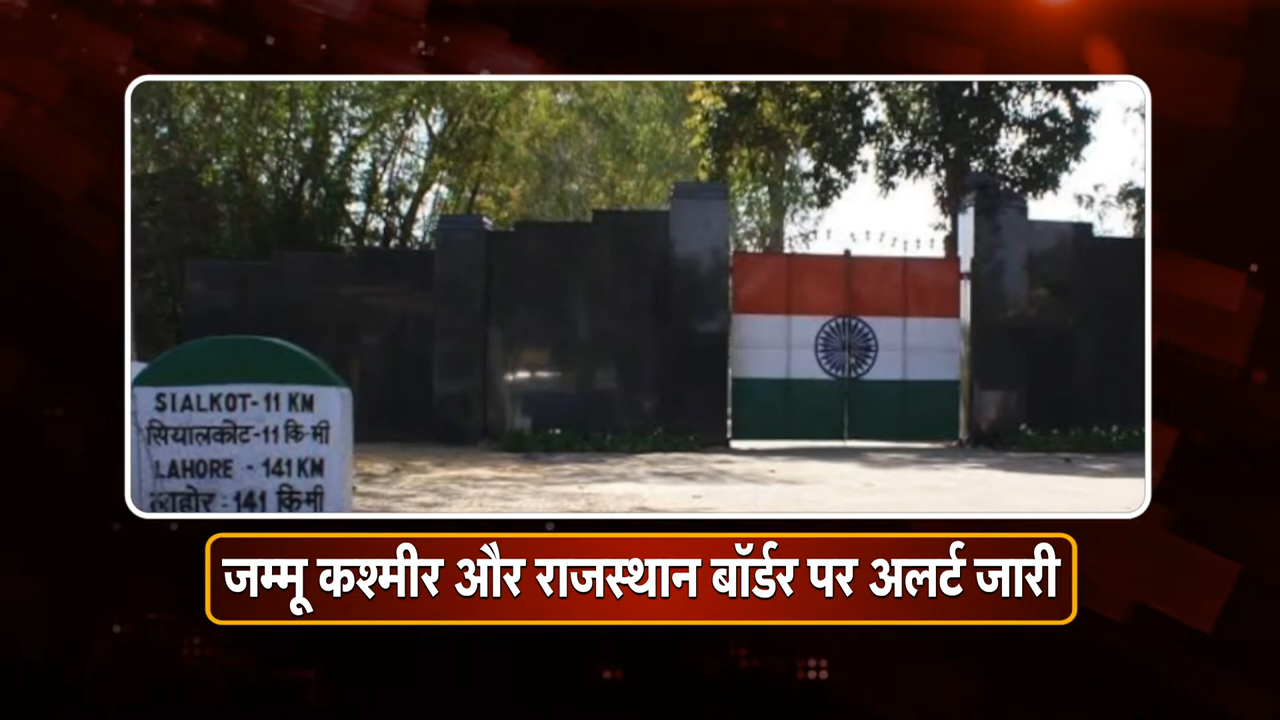 SIALKOT-11 KM
सियालकोट-11 कि.मी
LAHORE - 141 KM
लाहोर : 141 कि.मी
जम्मू कश्मीर और राजस्थान बॉर्डर पर अलर्ट जारी